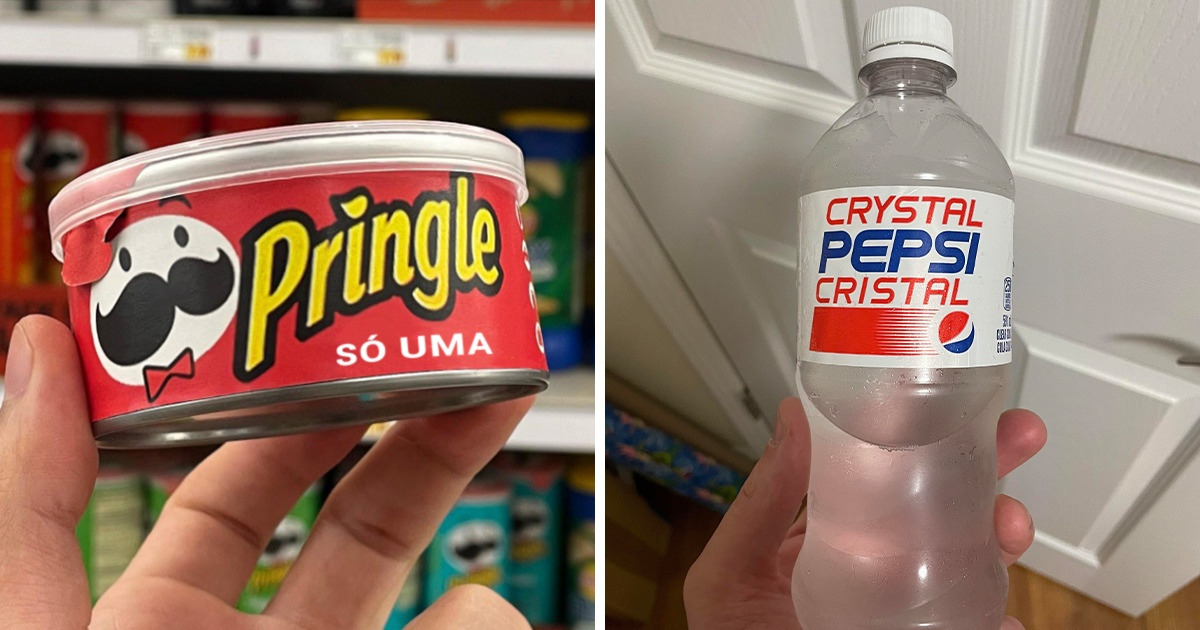 Pringle
SÓ UMA
CRYSTAL
PEPSI
CRISTAL